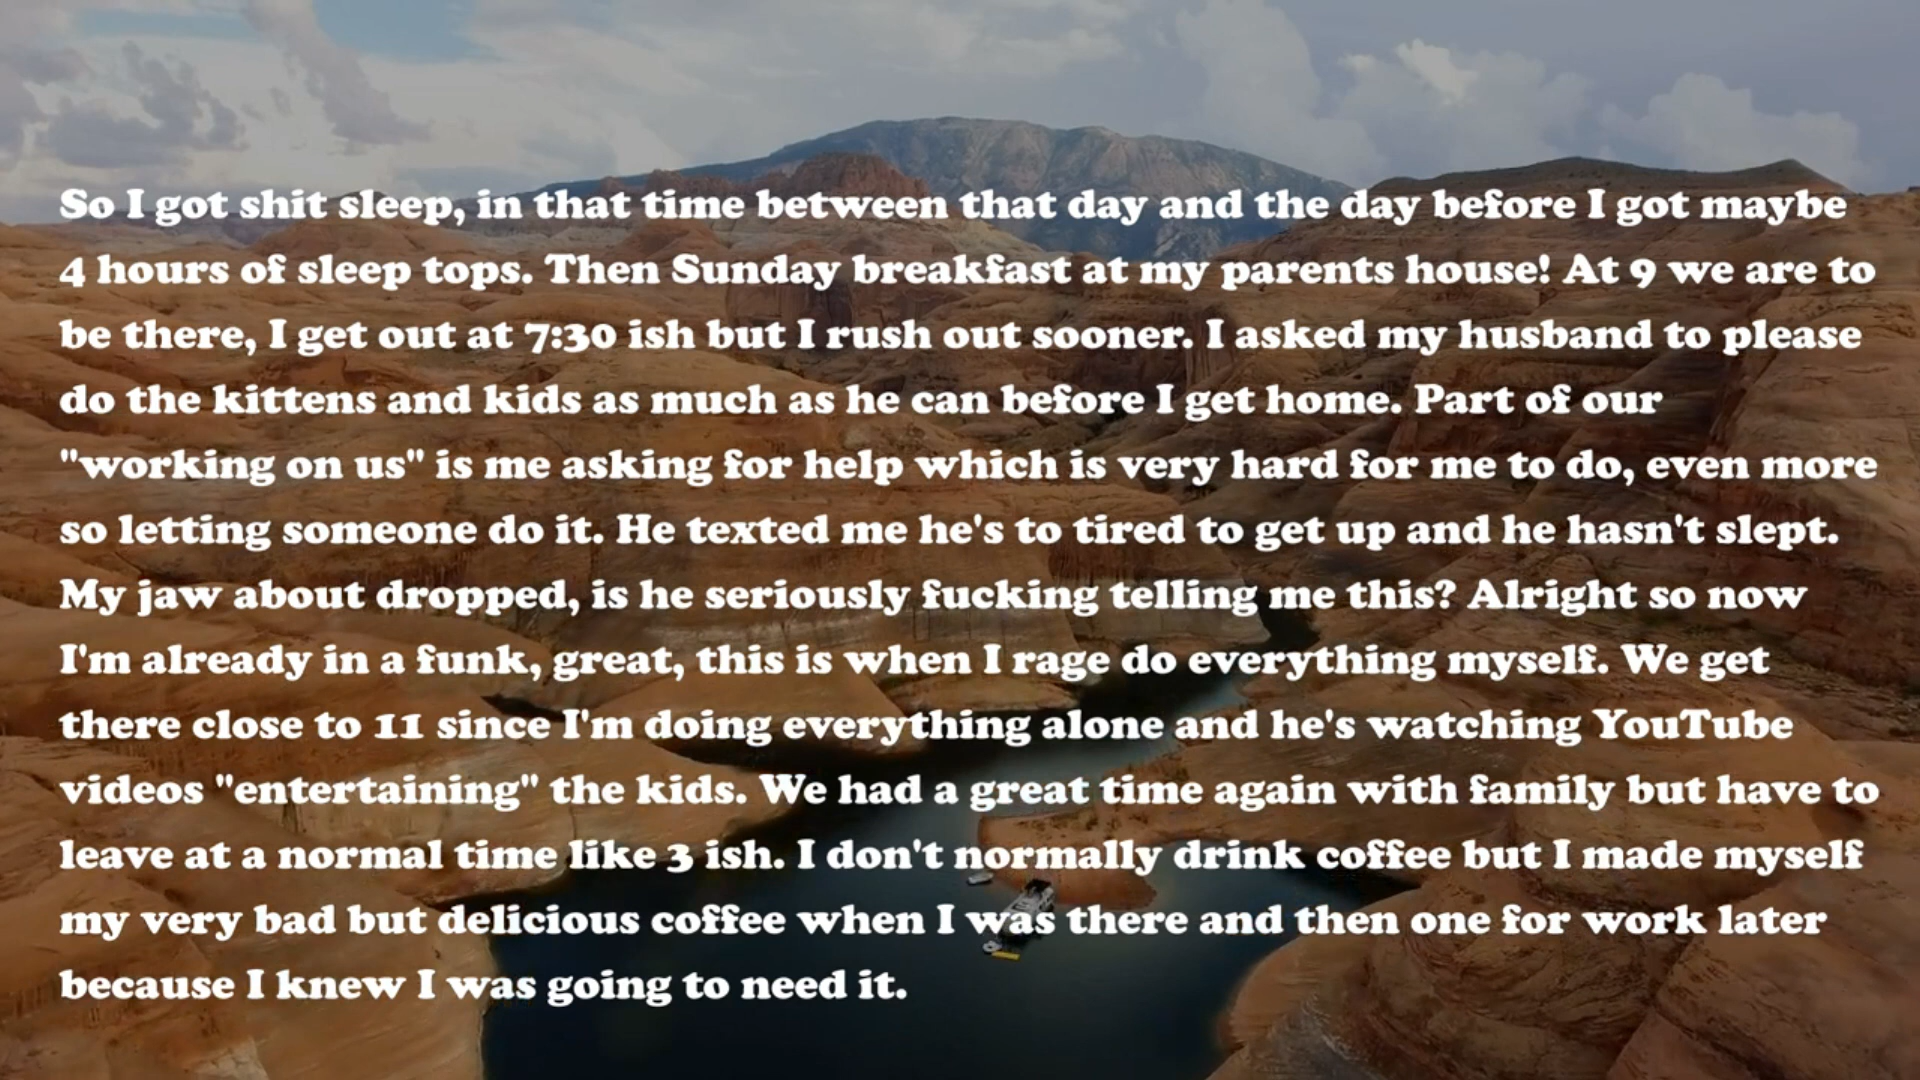 So I got shit sleep, in that time between that day and the day before I got maybe
4 hours of sleep tops. Then Sunday breakfast at my parents house! At 9 we are to
be there, I get out at 7:30 ish but I rush out sooner. I asked my husband to please
do the kittens and kids as much as he can before I get home. Part of our
"working on us" is me asking for help which is very hard for me to do, even more
so letting someone do it. He texted me he's to tired to get up and he hasn't slept.
My jaw about dropped, is he seriously fucking telling me this? Alright so now
I'm already in a funk, great, this is when I rage do everything myself. We get
there close to 11 since I'm doing everything alone and he's watching YouTube
videos "entertaining" the kids. We had a great time again with family but have to
leave at a normal time like 3 ish. I don't normally drink coffee but I made myself
my very bad but delicious coffee when I was there and then one for work later
because I knew I was going to need it.